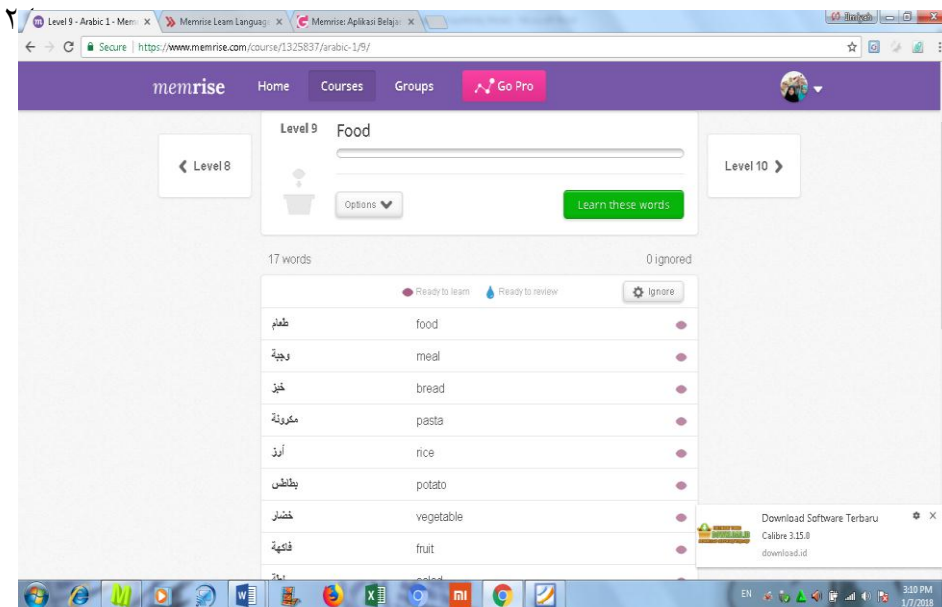 ٢
Level 9 - Arabic 1 - Mem
Memrise Learn Languag
Memrise: Aplikasi Belaja
Secure | https://www.memrise.com/course/1325837/arabic-1/9/
memrise Home Courses Groups Go Pro
Level 9 Food
Level 8
Level 10
Options
Learn these words
17 words 0 ignored
Ready to learn Ready to review Ignore
طعام food
وجبة meal
خبز bread
مكرونة pasta
أرز rice
بطاطس potato
خضار vegetable
فاكهة fruit
Download Software Terbaru
Calibre 3.15.0
download.id
EN 3:10 PM
1/7/2018